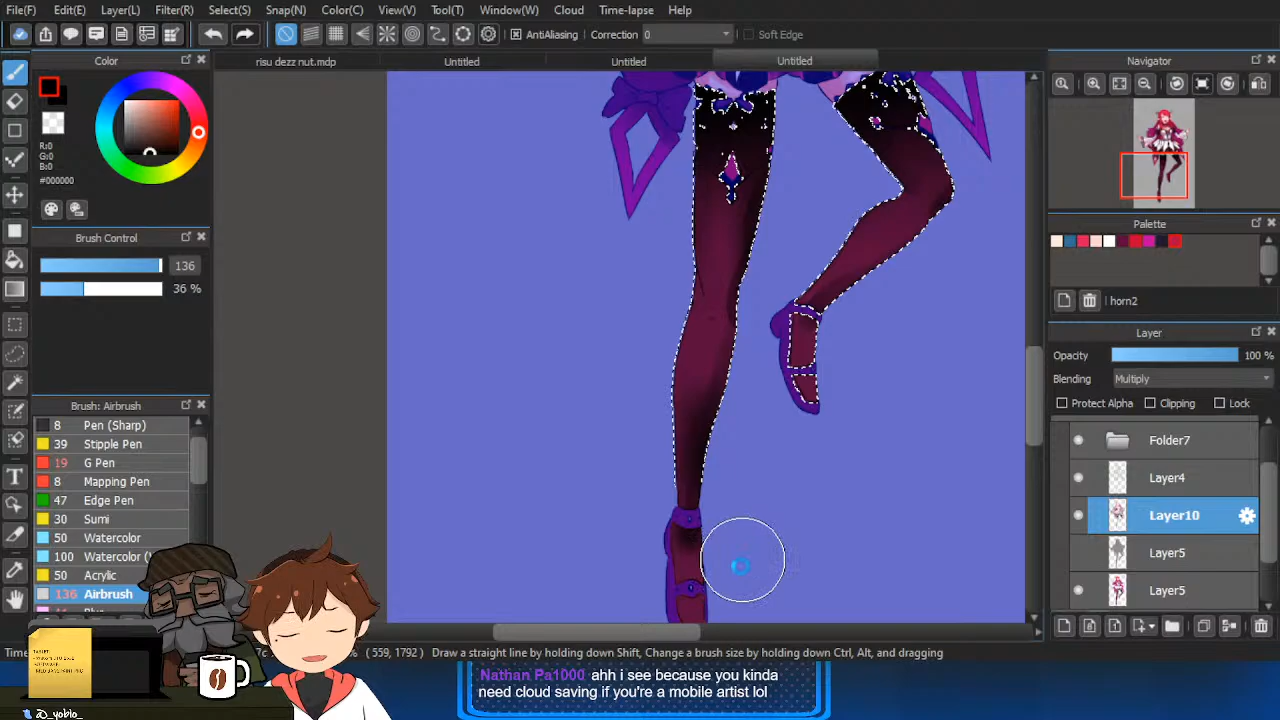 File(F) Edit(E) Layer(L) Filter(R) Select(S) Snap(N) Color(C) View(V) Tool(T) Window(W) Cloud Time-lapse Help
AntiAliasing Correction 0 Soft Edge
Color
risu dezz nut.mdp Untitled Untitled Untitled
Navigator
R:0
G:0
B:0
#000000
Brush Control
136
36 %
Brush: Airbrush
8 Pen (Sharp)
39 Stipple Pen
19 G Pen
8 Mapping Pen
47 Edge Pen
30 Sumi
50 Watercolor
100 Watercolor (
50 Acrylic
136 Airbrush
Palette
horn2
Layer
Opacity 100 %
Blending Multiply
Protect Alpha Clipping Lock
Folder7
Layer4
Layer10
Layer5
Layer5
% (559, 1792) Draw a straight line by holding down Shift, Change a brush size by holding down Ctrl, Alt, and dragging
Nathan Pa1000 ahh i see because you kinda
need cloud saving if you're a mobile artist lol